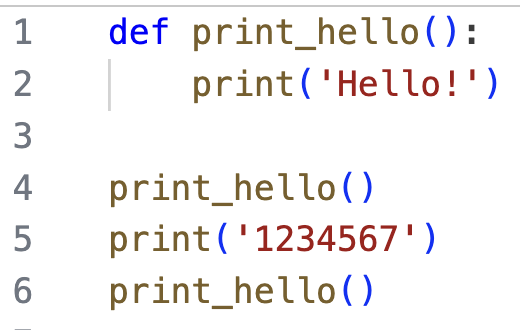 1 def print_hello():
2     print('Hello!')
3
4 print_hello()
5 print('1234567')
6 print_hello()